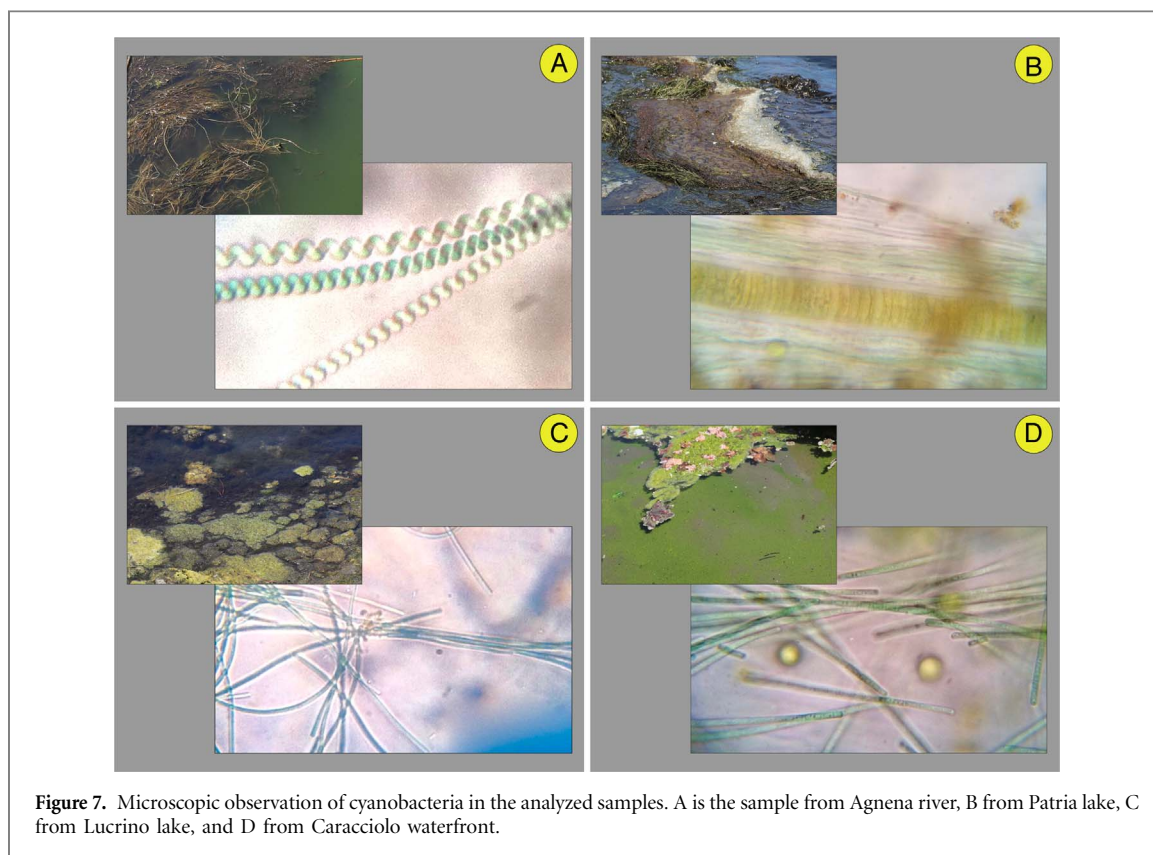 A
B
C
D
Figure 7. Microscopic observation of cyanobacteria in the analyzed samples. A is the sample from Agnena river, B from Patria lake, C
from Lucrino lake, and D from Caracciolo waterfront.